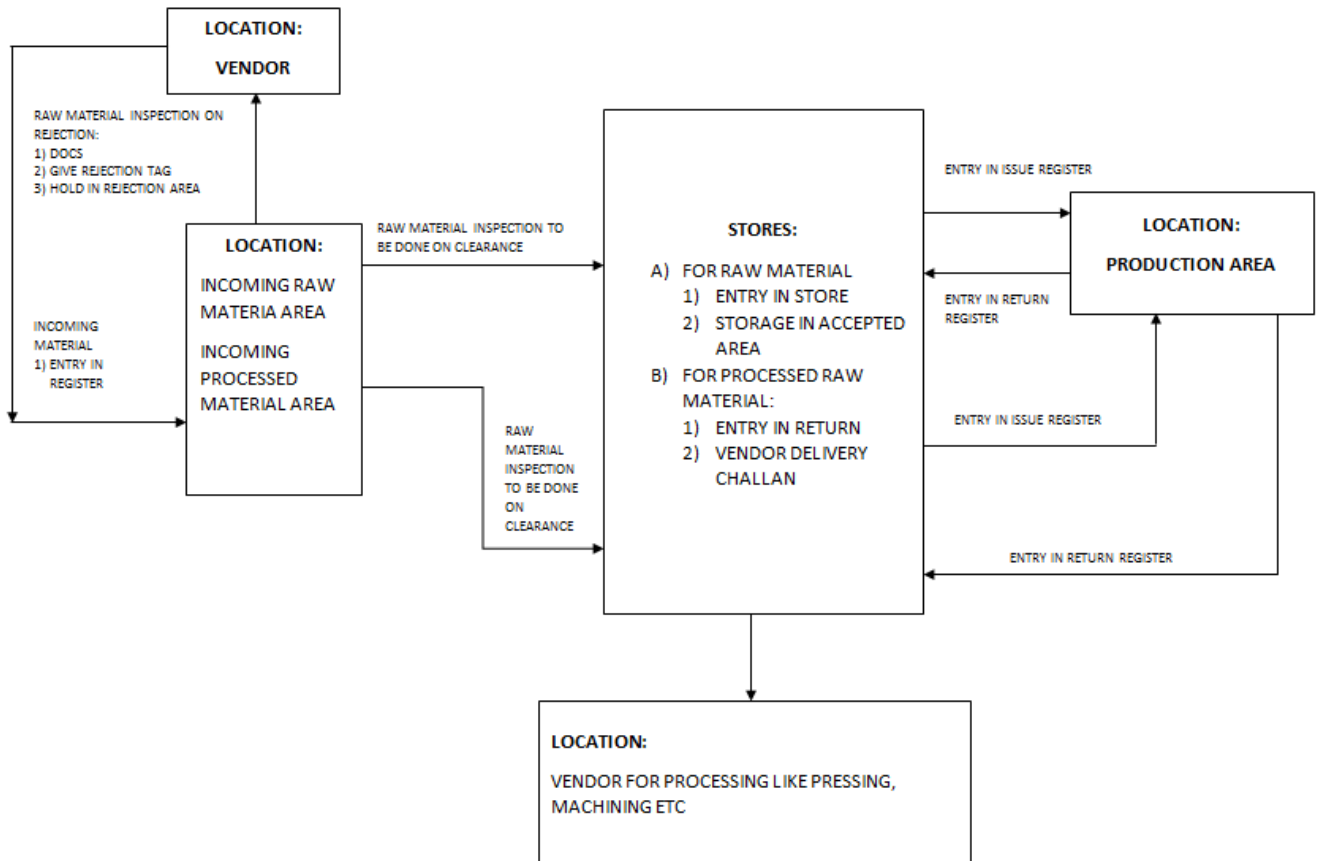 LOCATION:
VENDOR
RAW MATERIAL INSPECTION ON
REJECTION:
1) DOCS
2) GIVE REJECTION TAG
3) HOLD IN REJECTION AREA
INCOMING
MATERIAL
1) ENTRY IN
REGISTER
LOCATION:
INCOMING RAW
MATERIA AREA
INCOMING
PROCESSED
MATERIAL AREA
RAW MATERIAL INSPECTION TO
BE DONE ON CLEARANCE
RAW
MATERIAL
INSPECTION
TO BE DONE
ON
CLEARANCE
STORES:
A) FOR RAW MATERIAL
1) ENTRY IN STORE
2) STORAGE IN ACCEPTED
AREA
B) FOR PROCESSED RAW
MATERIAL:
1) ENTRY IN RETURN
2) VENDOR DELIVERY
CHALLAN
ENTRY IN ISSUE REGISTER
LOCATION:
PRODUCTION AREA
ENTRY IN RETURN
REGISTER
ENTRY IN ISSUE REGISTER
ENTRY IN RETURN REGISTER
LOCATION:
VENDOR FOR PROCESSING LIKE PRESSING,
MACHINING ETC